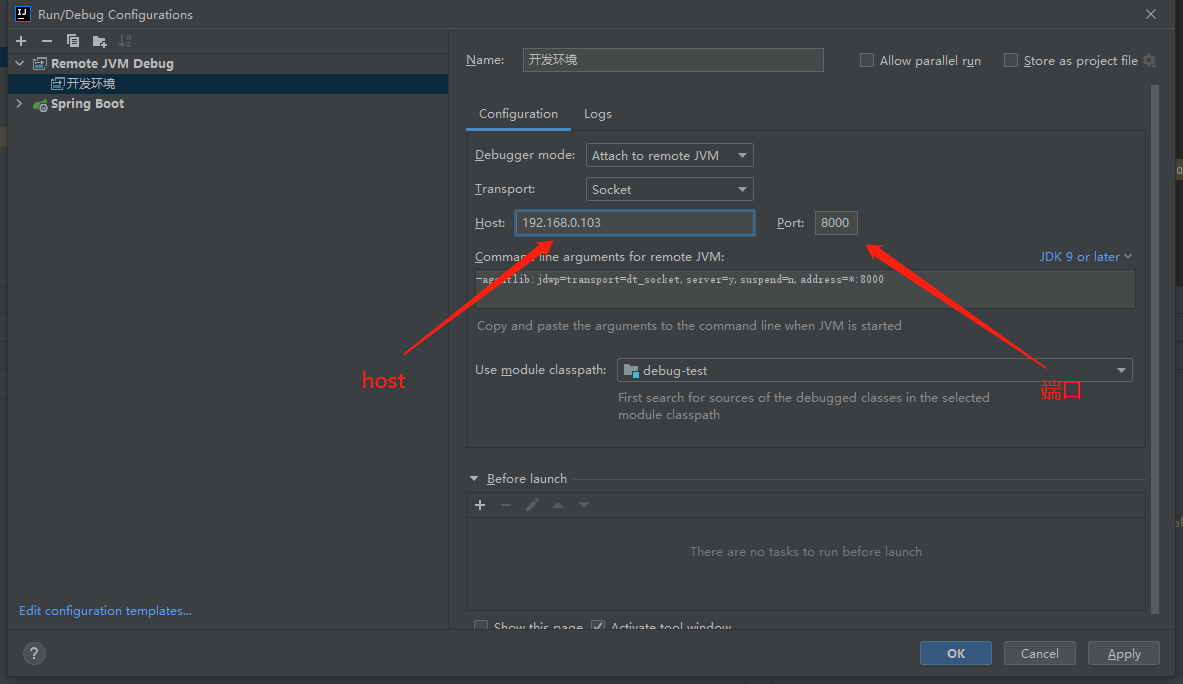 Run/Debug Configurations
Remote JVM Debug
开发环境
Spring Boot
Name: 开发环境 Allow parallel run Store as project file
Configuration Logs
Debugger mode: Attach to remote JVM
Transport: Socket
Host: 192.168.0.103 Port: 8000
Command line arguments for remote JVM: JDK 9 or later
-agentlib:jdwp=transport=dt_socket,server=y,suspend=n,address=*:8000
Copy and paste the arguments to the command line when JVM is started
host
端口
Use module classpath: debug-test
First search for sources of the debugged classes in the selected
module classpath
Before launch
There are no tasks to run before launch
Edit configuration templates...
Show this page Activate tool window
? OK Cancel Apply